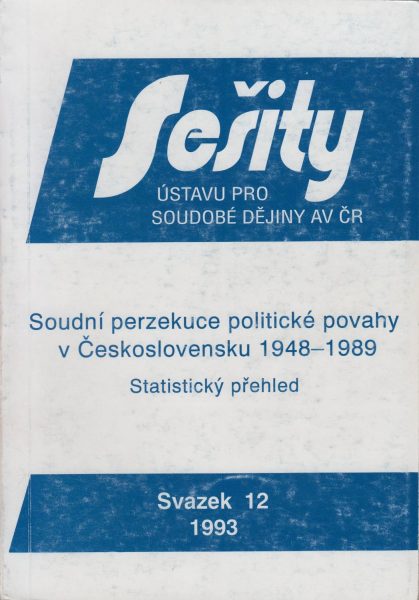 Sešity
ÚSTAVU PRO
SOUDOBÉ DĚJINY AV ČR
Soudní perzekuce politické povahy
v Československu 1948–1989
Statistický přehled
Svazek 12
1993